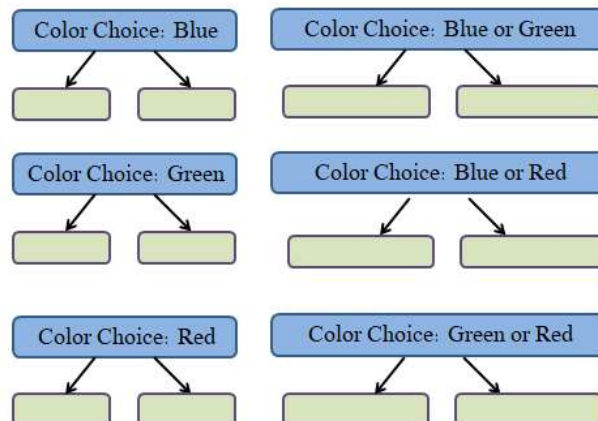 Color Choice: Blue
Color Choice: Blue or Green
Color Choice: Green
Color Choice: Blue or Red
Color Choice: Red
Color Choice: Green or Red